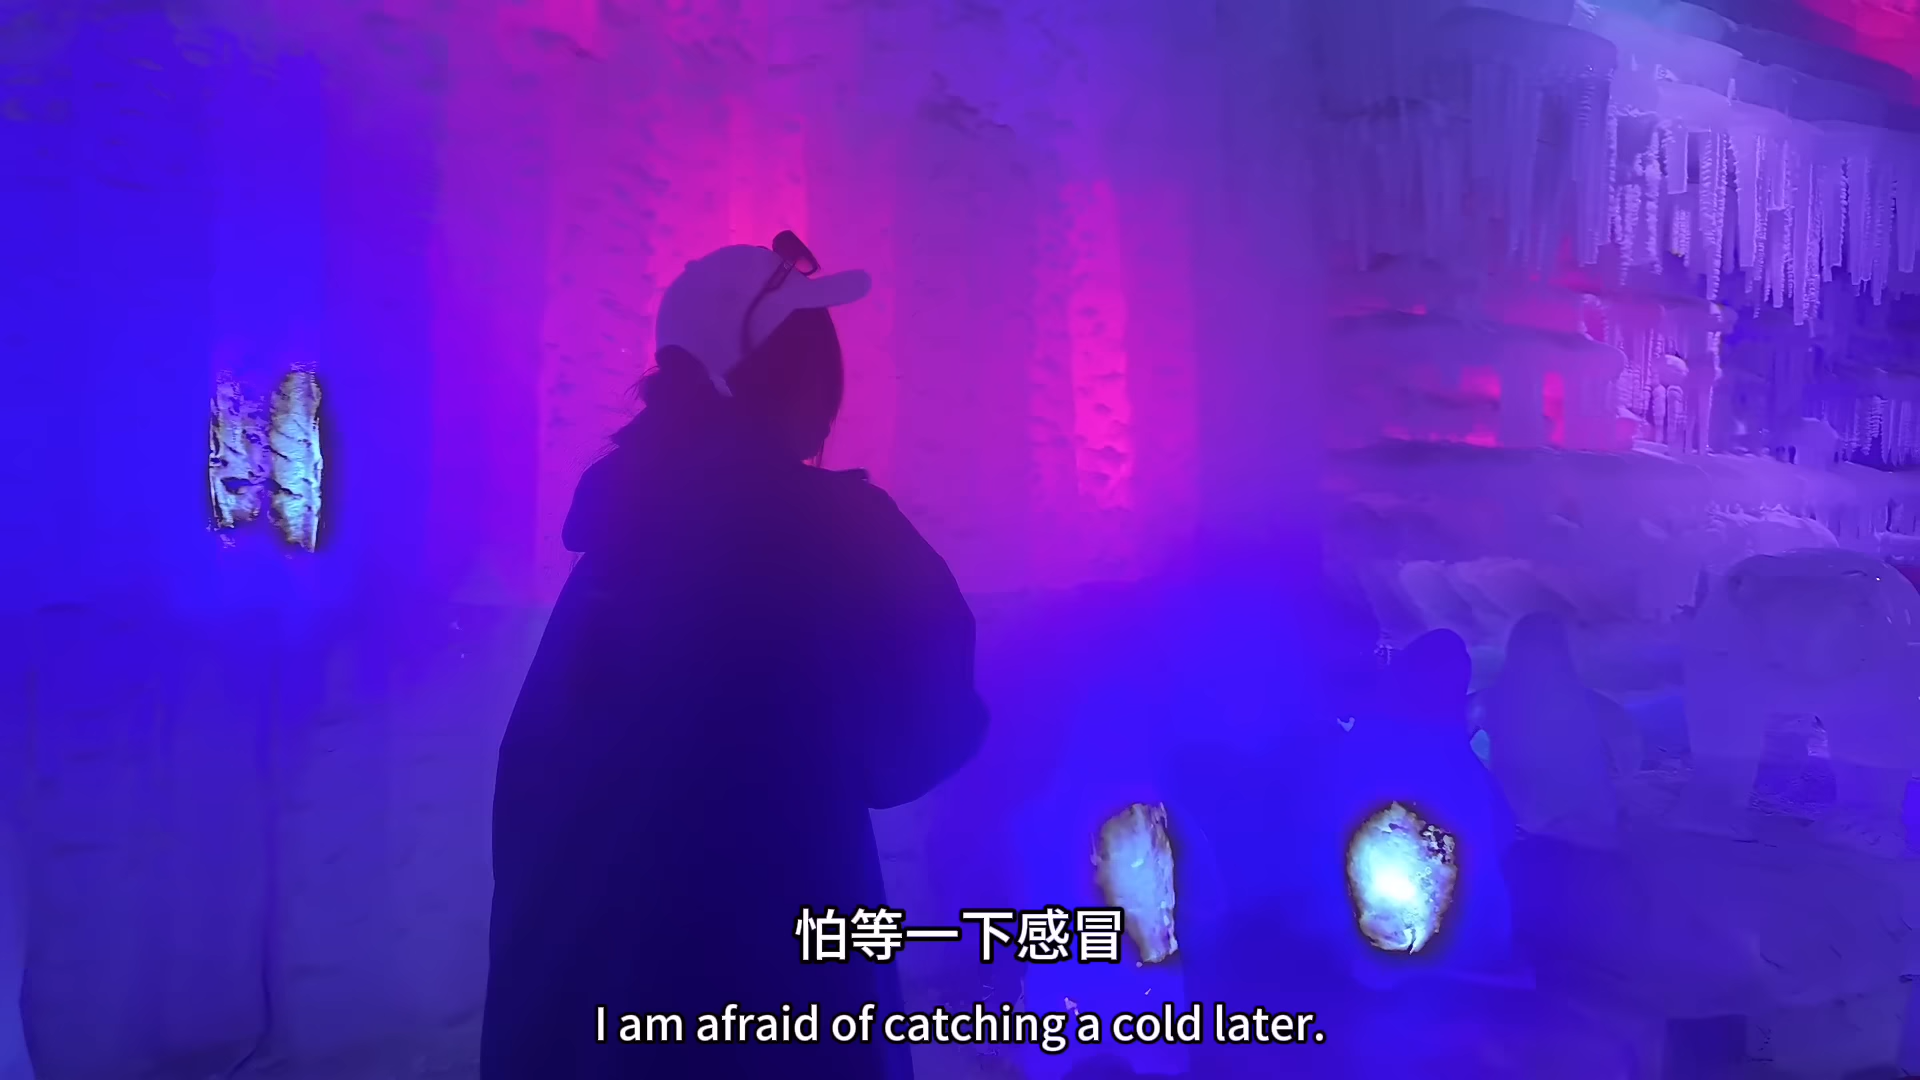 怕等一下感冒
I am afraid of catching a cold later.